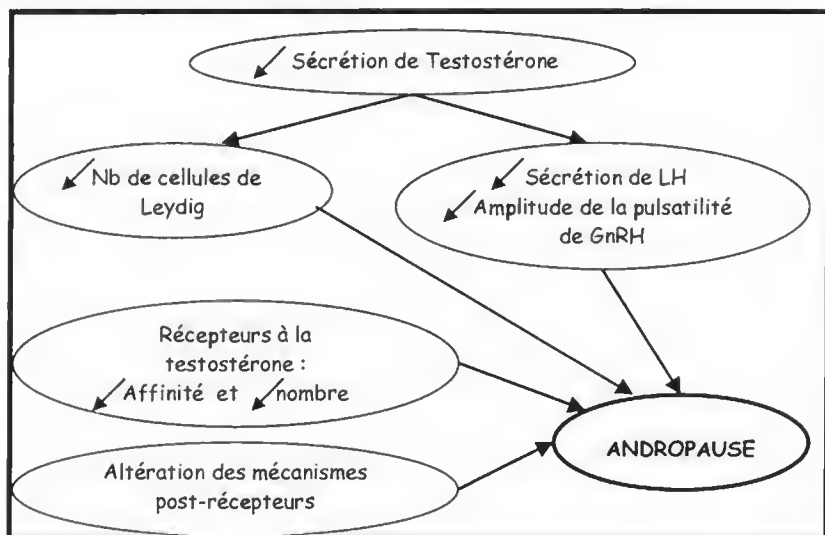 Sécrétion de Testostérone
Nb de cellules de
Leydig
Sécrétion de LH
Amplitude de la pulsatilité
de GnRH
Récepteurs à la
testostérone :
Affinité et nombre
ANDROPAUSE
Altération des mécanismes
post-récepteurs